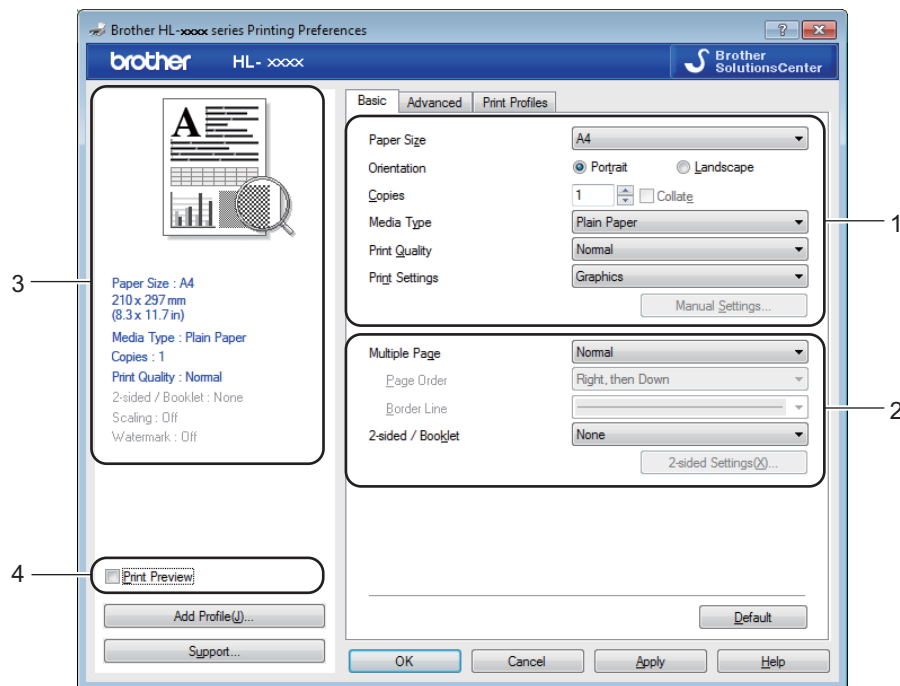 Brother HL-xxxx series Printing Preferences
brother HL- xxxx
Brother
SolutionsCenter
A
Paper Size : A4
210 x 297 mm
(8.3 x 11.7 in)
Media Type : Plain Paper
Copies : 1
Print Quality : Normal
2-sided / Booklet : None
Scaling : Off
Watermark : Off
Print Preview
Add Profile(J)...
Support...
Basic Advanced Print Profiles
Paper Size A4
Orientation Portrait Landscape
Copies 1 Collate
Media Type Plain Paper
Print Quality Normal
Print Settings Graphics
Manual Settings...
Multiple Page Normal
Page Order Right, then Down
Border Line
2-sided / Booklet None
2-sided Settings(X)...
Default
OK Cancel Apply Help
1
2
3
4